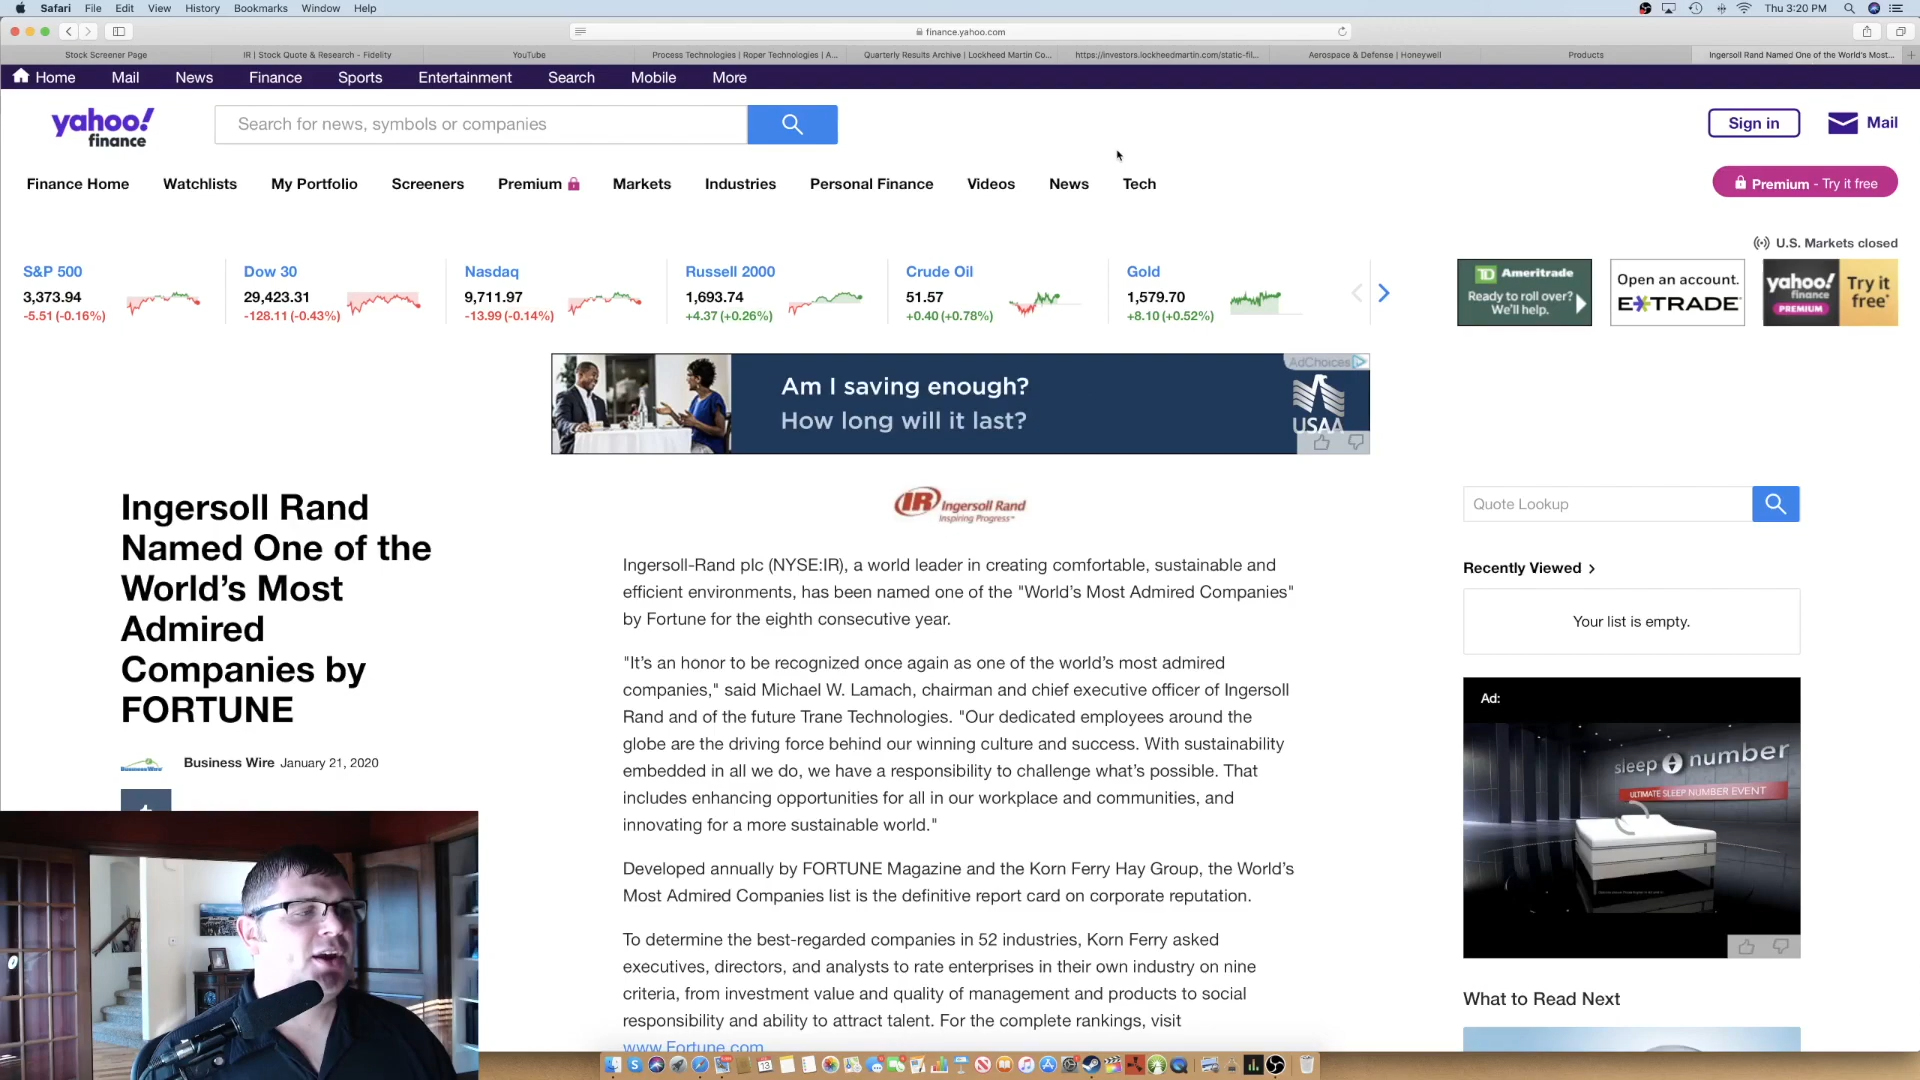 Safari File Edit View History Bookmarks Window Help
Thu 3:20 PM
finance.yahoo.com
Stock Screener Page
IR | Stock Quote & Research - Fidelity
YouTube
Process Technologies | Roper Technologies | A...
Quarterly Results Archive | Lockheed Martin Co...
https://investors.lockheedmartin.com/static-fil...
Aerospace & Defense | Honeywell
Products
Ingersoll Rand Named One of the World's Most...
Home Mail News Finance Sports Entertainment Search Mobile More
yahoo!
finance
Search for news, symbols or companies
Sign in
Mail
Finance Home Watchlists My Portfolio Screeners Premium Markets Industries Personal Finance Videos News Tech
Premium - Try it free
U.S. Markets closed
S&P 500
3,373.94
-5.51 (-0.16%)
Dow 30
29,423.31
-128.11 (-0.43%)
Nasdaq
9,711.97
-13.99 (-0.14%)
Russell 2000
1,693.74
+4.37 (+0.26%)
Crude Oil
51.57
+0.40 (+0.78%)
Gold
1,579.70
+8.10 (+0.52%)
TD Ameritrade
Ready to roll over?
We'll help.
Open an account.
E*TRADE
yahoo!
finance
PREMIUM
Try it
free*
Am I saving enough?
How long will it last?
AdChoices
USAA
Ingersoll Rand
Named One of the
World's Most
Admired
Companies by
FORTUNE
Business Wire January 21, 2020
t
IR Ingersoll Rand
Inspiring Progress™
Ingersoll-Rand plc (NYSE:IR), a world leader in creating comfortable, sustainable and
efficient environments, has been named one of the "World's Most Admired Companies"
by Fortune for the eighth consecutive year.
"It's an honor to be recognized once again as one of the world's most admired
companies," said Michael W. Lamach, chairman and chief executive officer of Ingersoll
Rand and of the future Trane Technologies. "Our dedicated employees around the
globe are the driving force behind our winning culture and success. With sustainability
embedded in all we do, we have a responsibility to challenge what's possible. That
includes enhancing opportunities for all in our workplace and communities, and
innovating for a more sustainable world."
Developed annually by FORTUNE Magazine and the Korn Ferry Hay Group, the World's
Most Admired Companies list is the definitive report card on corporate reputation.
To determine the best-regarded companies in 52 industries, Korn Ferry asked
executives, directors, and analysts to rate enterprises in their own industry on nine
criteria, from investment value and quality of management and products to social
responsibility and ability to attract talent. For the complete rankings, visit
www.Fortune.com
Quote Lookup
Recently Viewed
Your list is empty.
Ad:
sleep number
ULTIMATE SLEEP NUMBER EVENT
What to Read Next